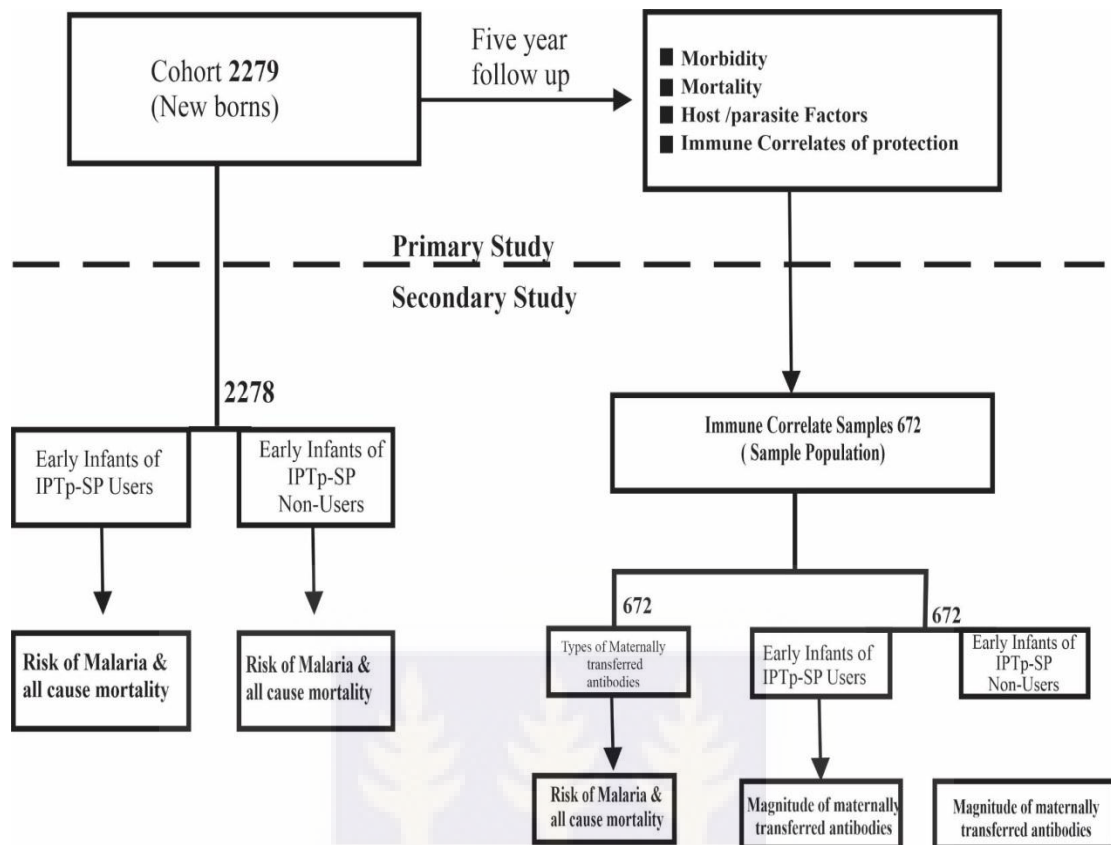 Cohort 2279
(New borns)
Five year
follow up
■ Morbidity
■ Mortality
■ Host /parasite Factors
■ Immune Correlates of protection
Primary Study
Secondary Study
2278
Early Infants of
IPTp-SP Users
Early Infants of
IPTp-SP
Non-Users
Risk of Malaria &
all cause mortality
Risk of Malaria &
all cause mortality
Immune Correlate Samples 672
( Sample Population)
672
672
Types of Maternally
transferred
antibodies
Early Infants of
IPTp-SP Users
Early Infants of
IPTp-SP
Non-Users
Risk of Malaria &
all cause mortality
Magnitude of maternally
transferred antibodies
Magnitude of maternally
transferred antibodies